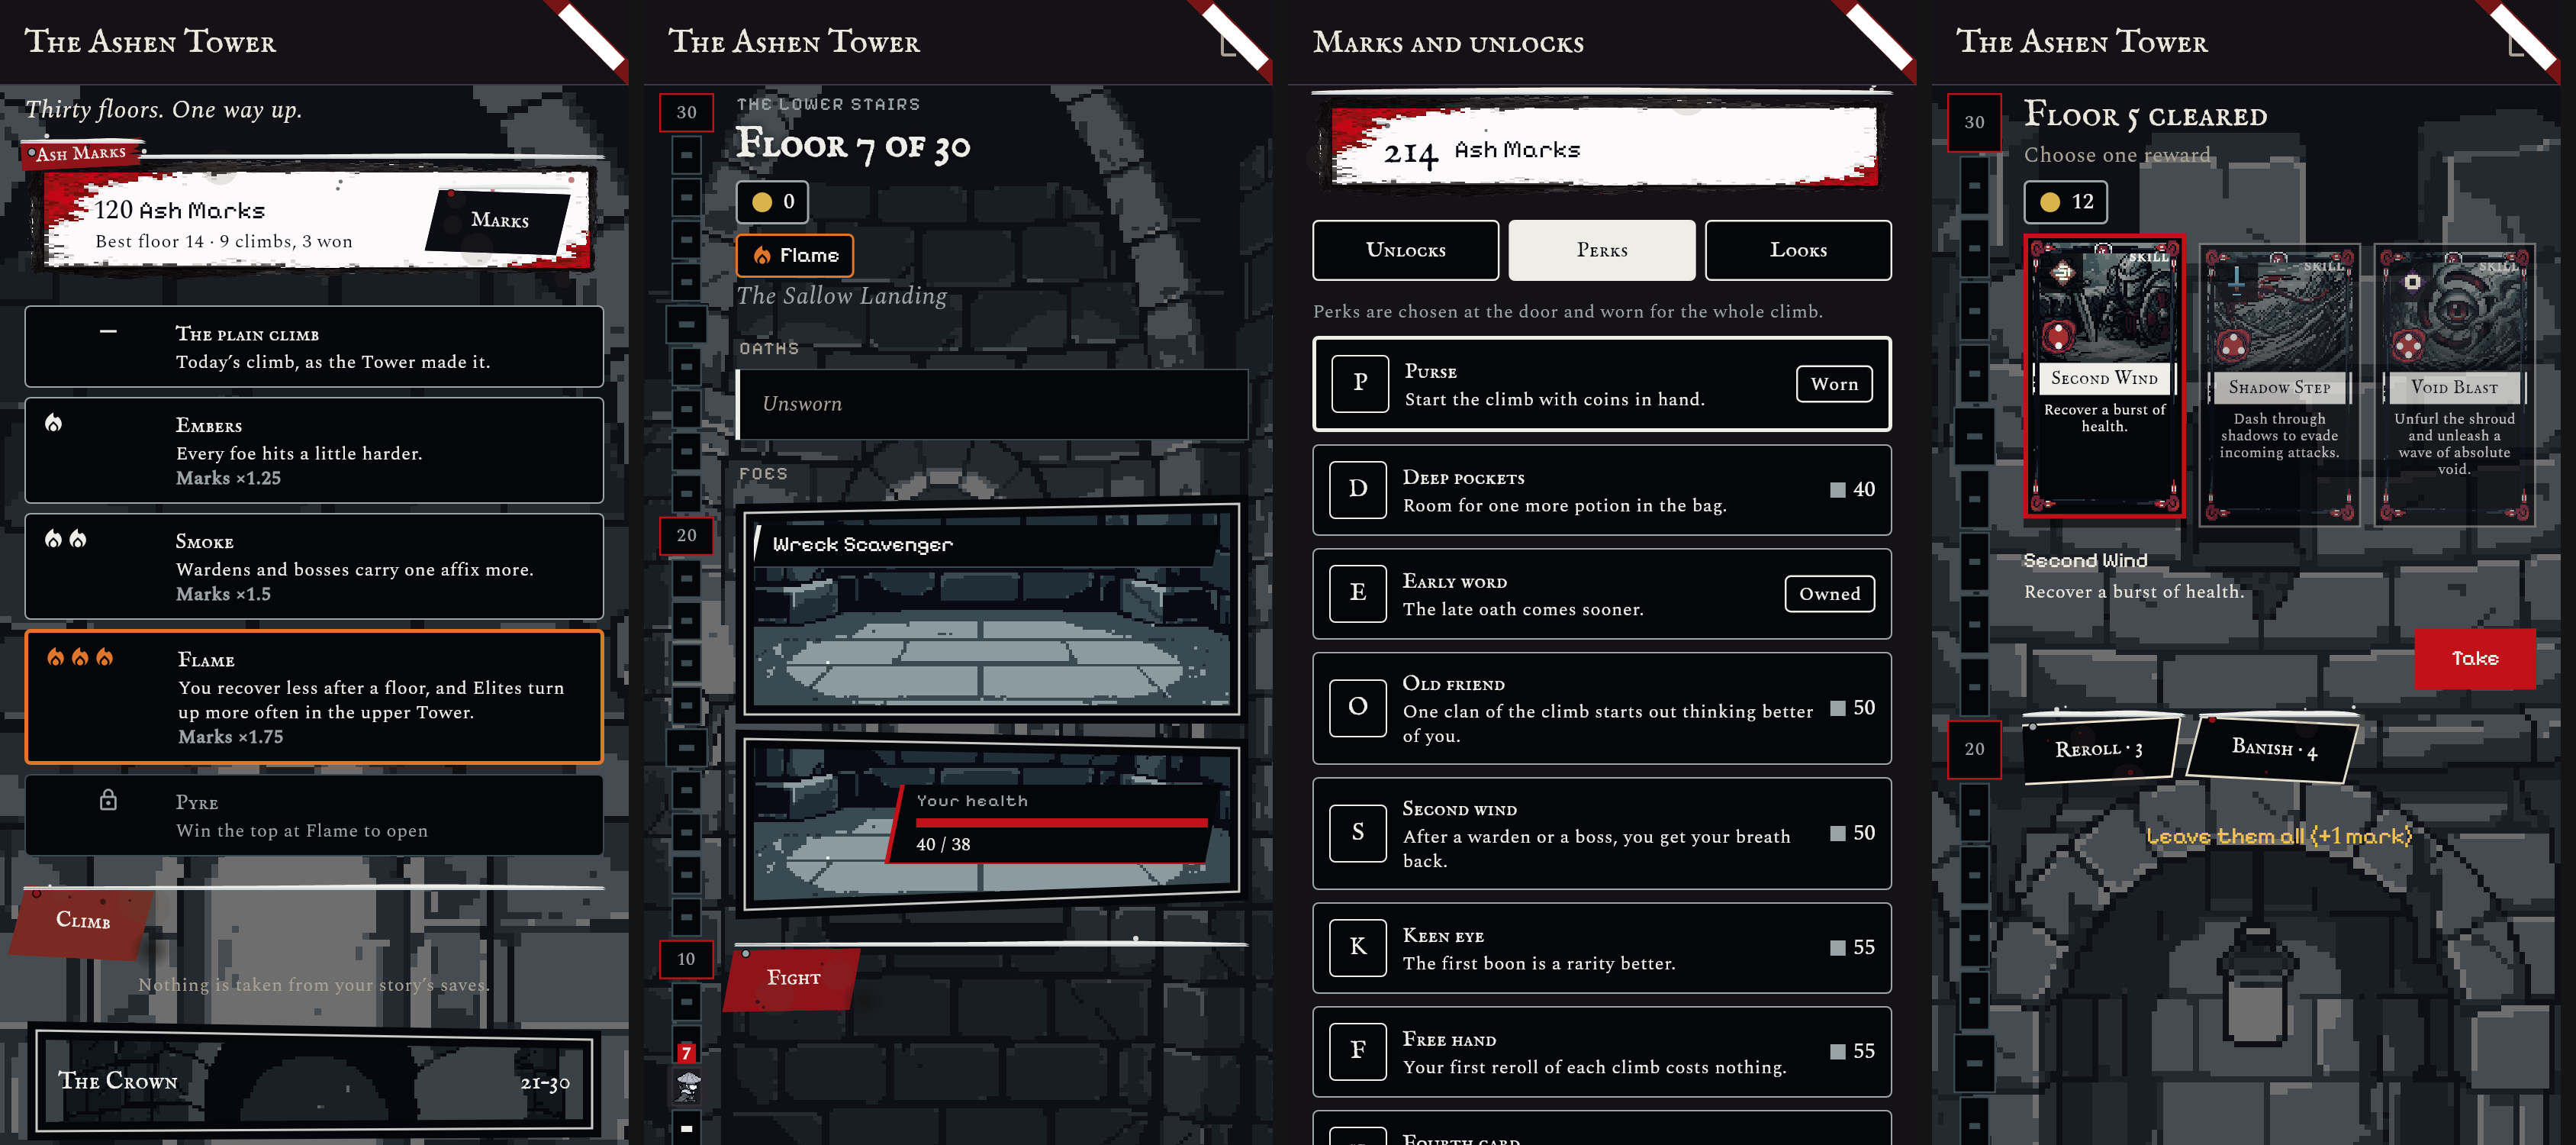 The Ashen Tower
Thirty floors. One way up.
Ash Marks
120 Ash Marks
Best floor 14 · 9 climbs, 3 won
Marks
The plain climb
Today's climb, as the Tower made it.
Embers
Every foe hits a little harder.
Marks ×1.25
Smoke
Wardens and bosses carry one affix more.
Marks ×1.5
Flame
You recover less after a floor, and Elites turn
up more often in the upper Tower.
Marks ×1.75
Pyre
Win the top at Flame to open
Climb
Nothing is taken from your story's saves.
The Crown
21-30
The Ashen Tower
30
20
10
7
The Lower Stairs
Floor 7 of 30
0
Flame
The Sallow Landing
OATHS
Unsworn
FOES
Wreck Scavenger
Your health
40 / 38
Fight
Marks and unlocks
214 Ash Marks
Unlocks
Perks
Looks
Perks are chosen at the door and worn for the whole climb.
P
Purse
Start the climb with coins in hand.
Worn
D
Deep pockets
Room for one more potion in the bag.
40
E
Early word
The late oath comes sooner.
Owned
O
Old friend
One clan of the climb starts out thinking better
of you.
50
S
Second wind
After a warden or a boss, you get your breath
back.
50
K
Keen eye
The first boon is a rarity better.
55
F
Free hand
Your first reroll of each climb costs nothing.
55
Fourth card
The Ashen Tower
30
20
Floor 5 cleared
Choose one reward
12
SKILL
Second Wind
Recover a burst of
health.
SKILL
Shadow Step
Dash through
shadows to evade
incoming attacks.
SKILL
Void Blast
Unfurl the shroud
and unleash a
wave of absolute
void.
Second Wind
Recover a burst of health.
Take
Reroll · 3
Banish · 4
Leave them all (+1 mark)